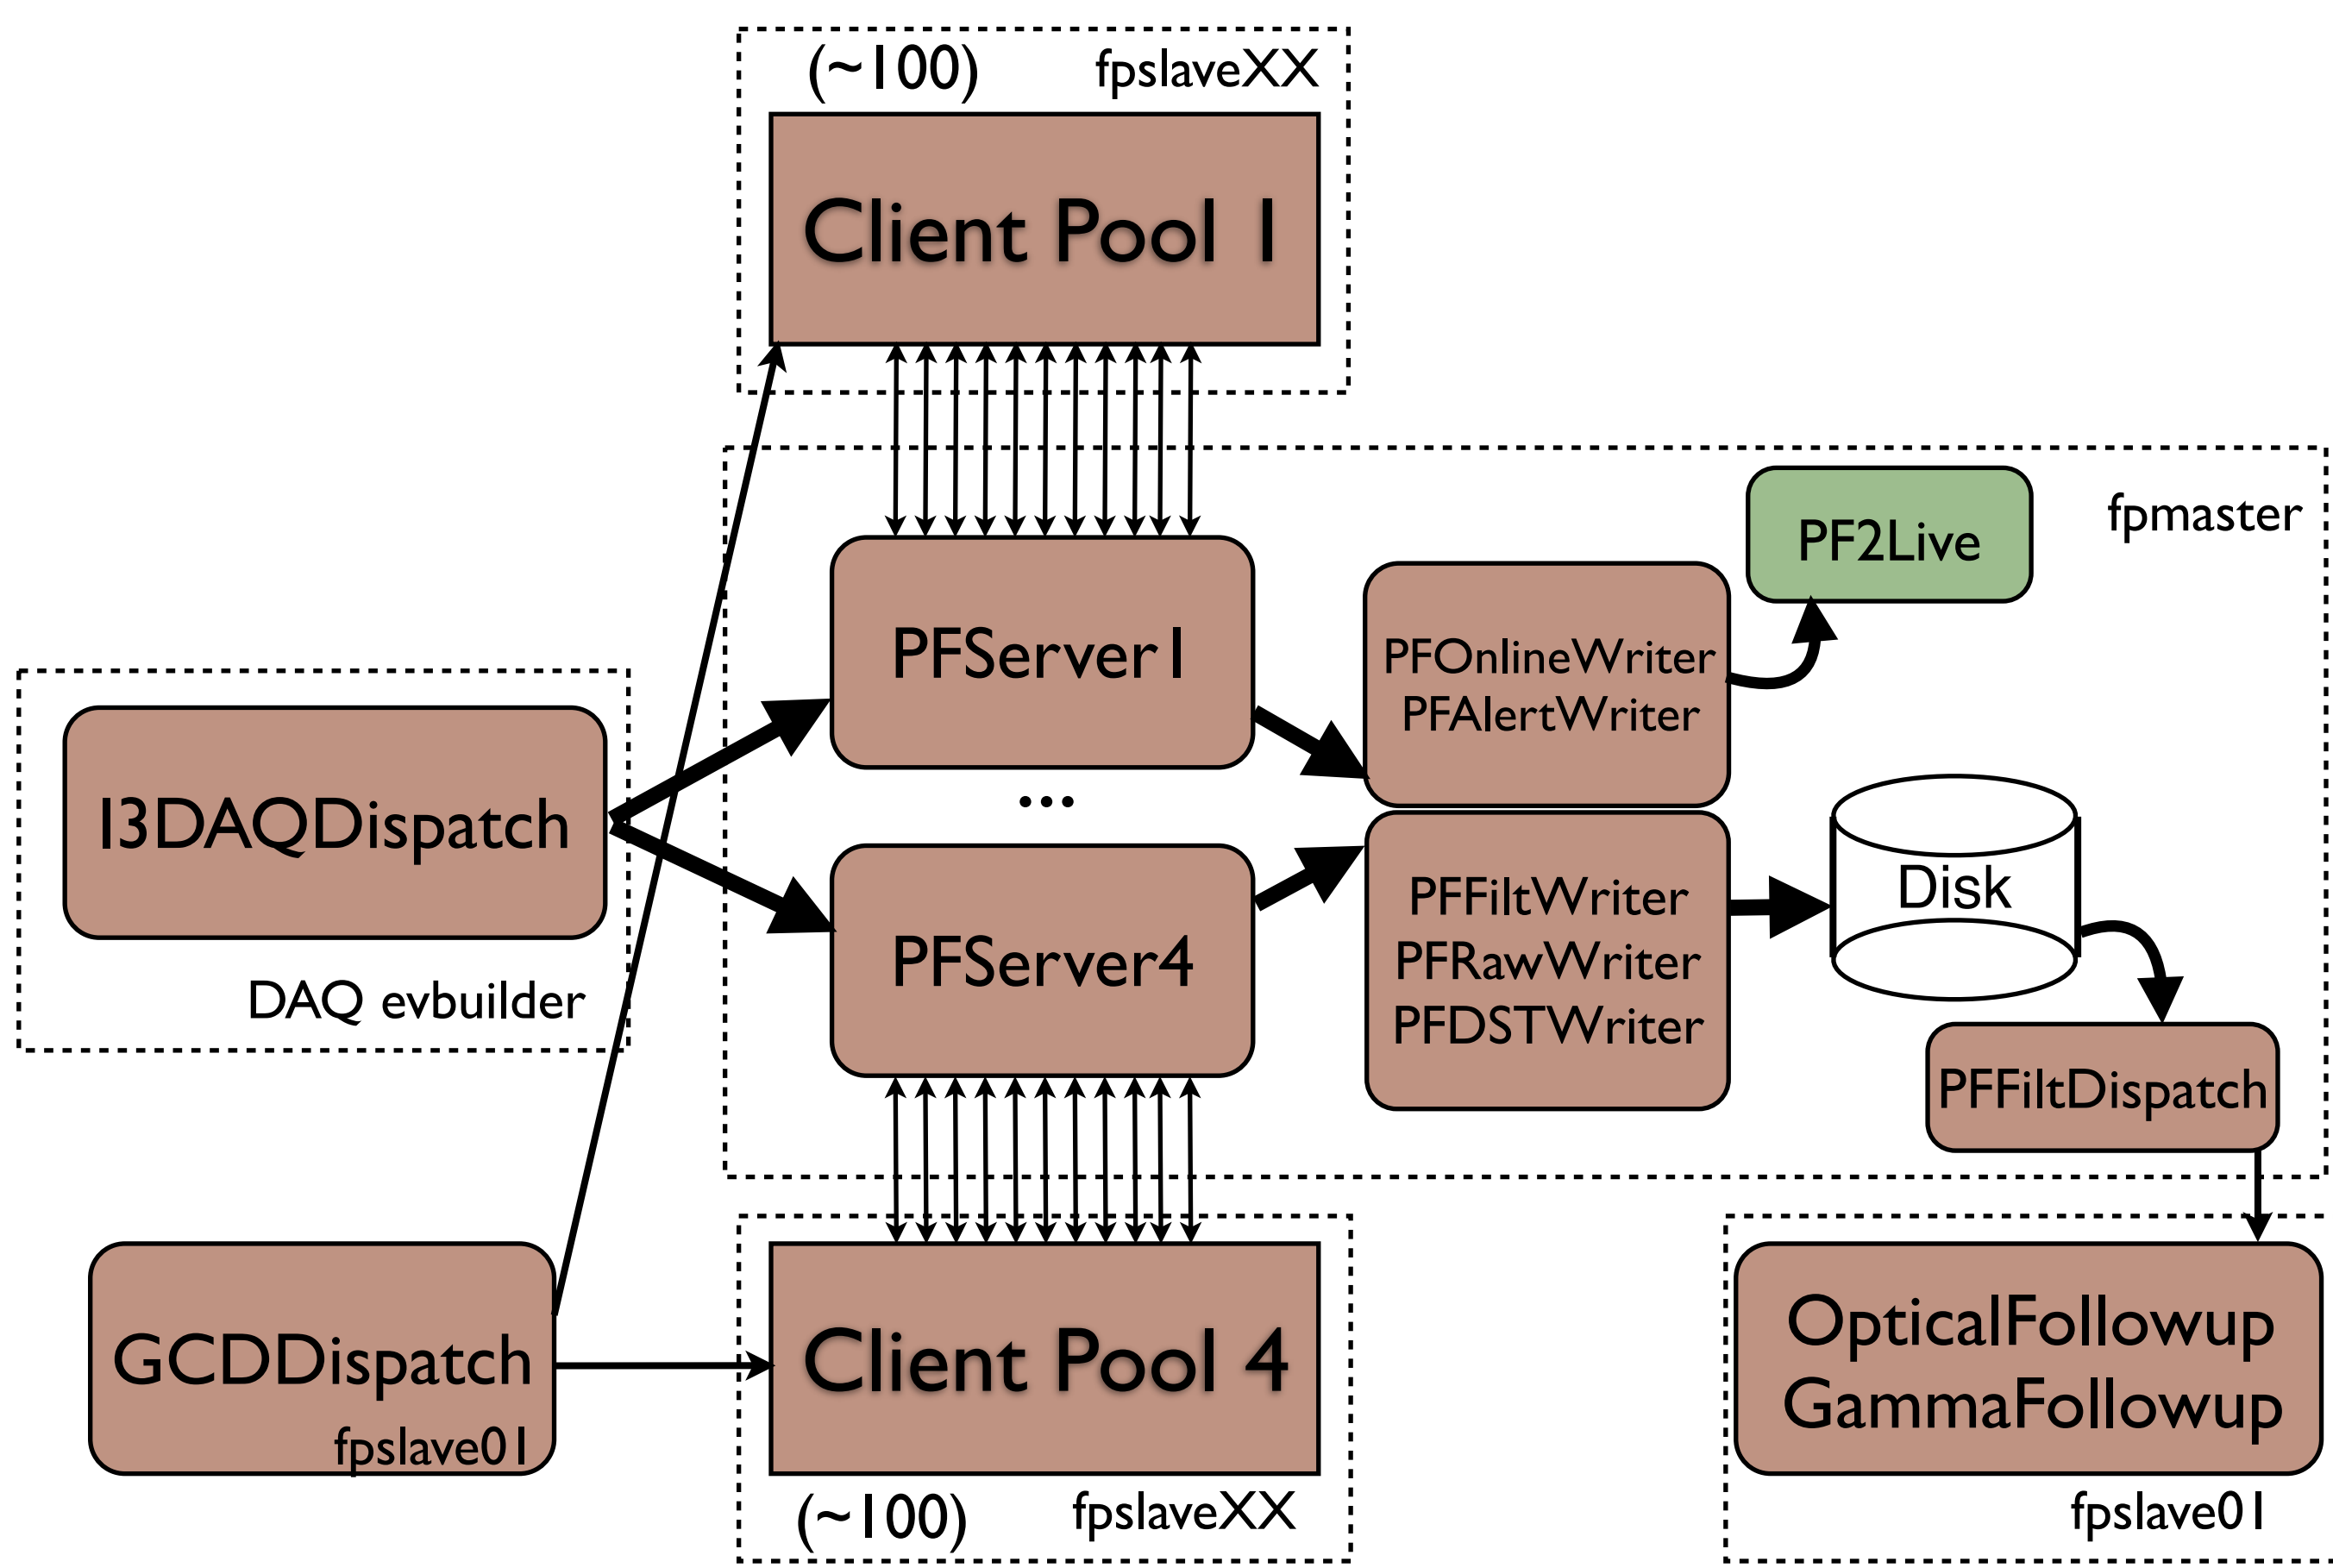 (~100)
fpslaveXX
Client Pool 1
fpmaster
PF2Live
PFServer1
PFOnlineWriter
PFAlertWriter
I3DAQDispatch
DAQ evbuilder
...
PFServer4
PFFiltWriter
PFRawWriter
PFDSTWriter
Disk
PFFiltDispatch
GCDDispatch
fpslave01
Client Pool 4
(~100)
fpslaveXX
OpticalFollowup
GammaFollowup
fpslave01